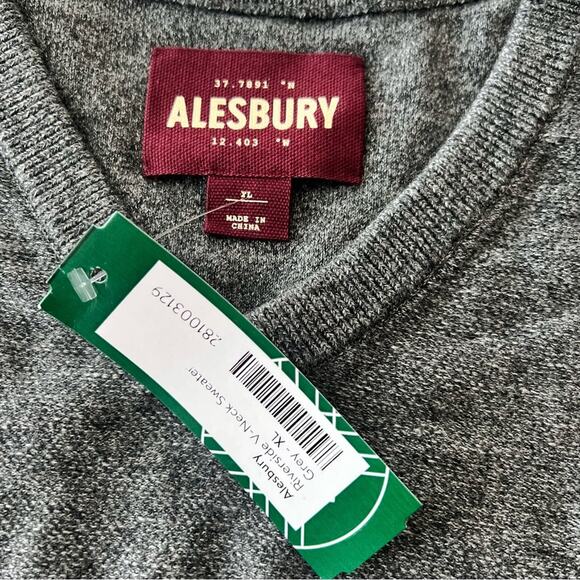 37.7891 °N
ALESBURY
12.403 °W
XL
MADE IN
CHINA
281003129
Alesbury
Riverside V-Neck Sweater
Grey - XL